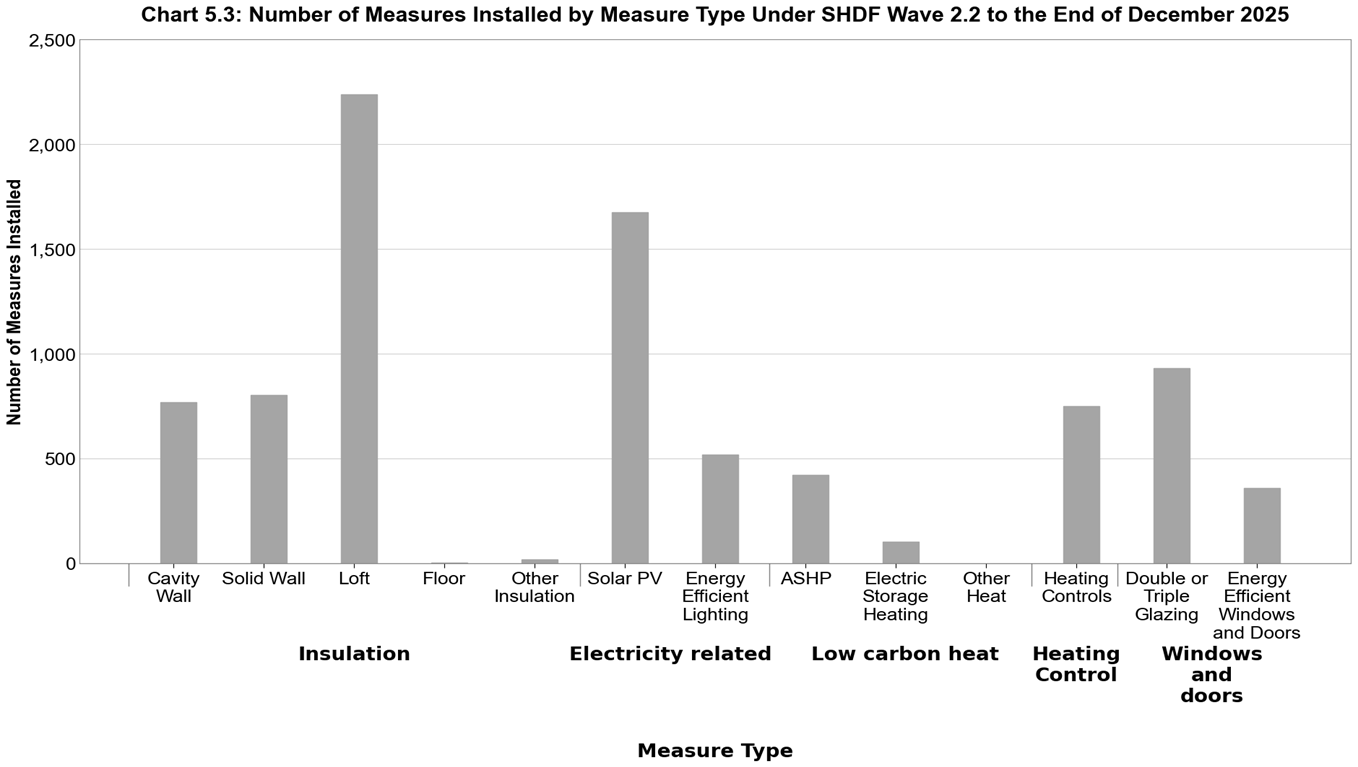 Chart 5.3: Number of Measures Installed by Measure Type Under SHDF Wave 2.2 to the End of December 2025
Number of Measures Installed
2,500
2,000
1,500
1,000
500
0
Cavity
Wall
Solid Wall
Loft
Floor
Other
Insulation
Solar PV
Energy
Efficient
Lighting
ASHP
Electric
Storage
Heating
Other
Heat
Heating
Controls
Double or
Triple
Glazing
Energy
Efficient
Windows
and Doors
Insulation
Electricity related
Low carbon heat
Heating
Control
Windows
and
doors
Measure Type